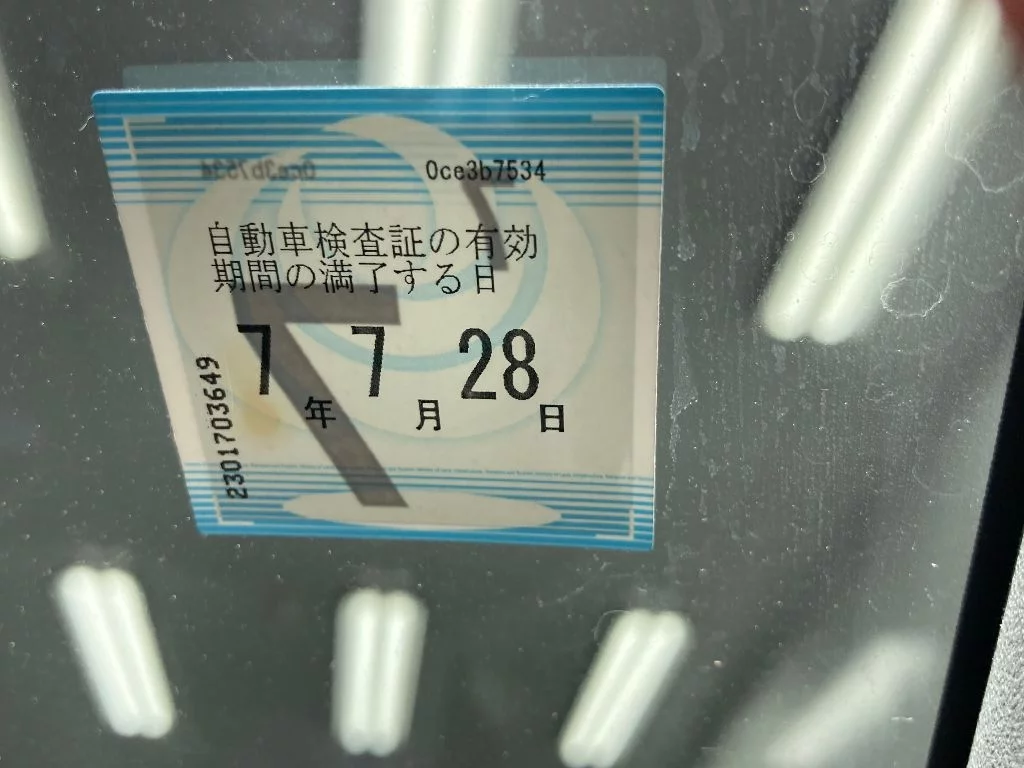 0ce3b7534
自動車検査証の有効
期間の満了する日
7年 7月 28日
2301703649